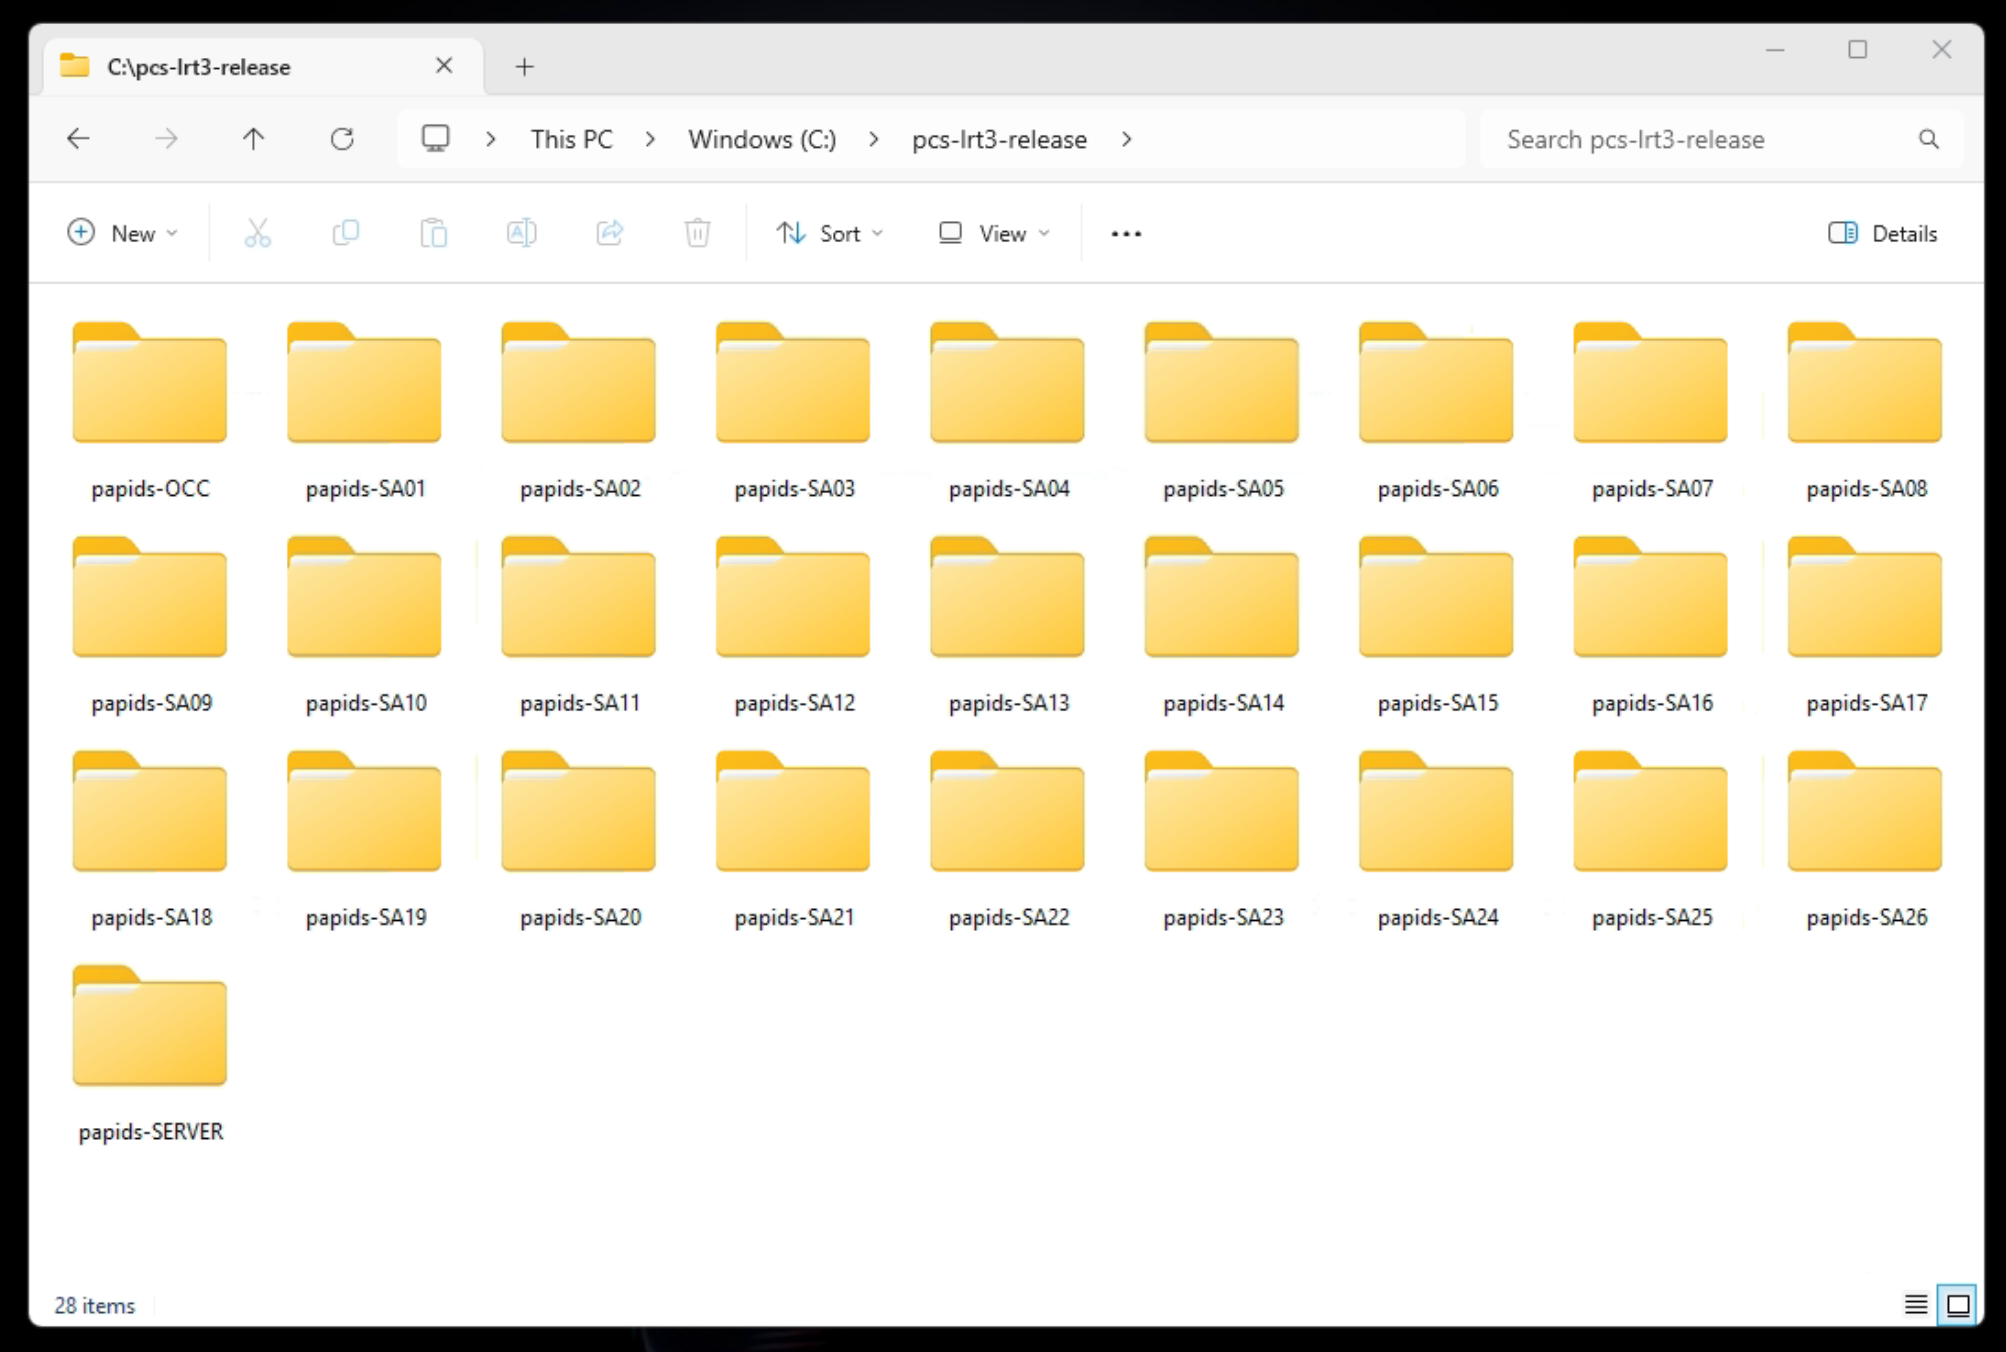 C:\pcs-lrt3-release
This PC > Windows (C:) > pcs-lrt3-release >
Search pcs-lrt3-release
New
Sort
View
Details
papids-OCC papids-SA01 papids-SA02 papids-SA03 papids-SA04 papids-SA05 papids-SA06 papids-SA07 papids-SA08
papids-SA09 papids-SA10 papids-SA11 papids-SA12 papids-SA13 papids-SA14 papids-SA15 papids-SA16 papids-SA17
papids-SA18 papids-SA19 papids-SA20 papids-SA21 papids-SA22 papids-SA23 papids-SA24 papids-SA25 papids-SA26
papids-SERVER
28 items